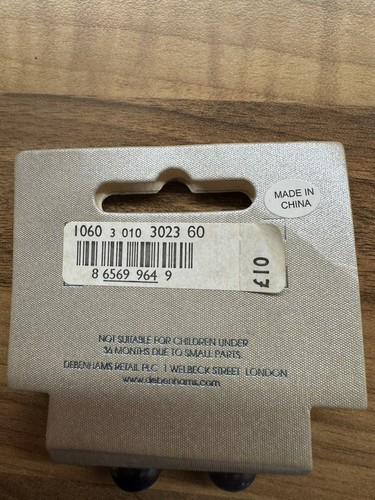 MADE IN
CHINA
1060 3 010 3023 60
8 6569 964 9
£10
NOT SUITABLE FOR CHILDREN UNDER
36 MONTHS DUE TO SMALL PARTS.
DEBENHAMS RETAIL PLC 1 WELBECK STREET LONDON
www.debenhams.com